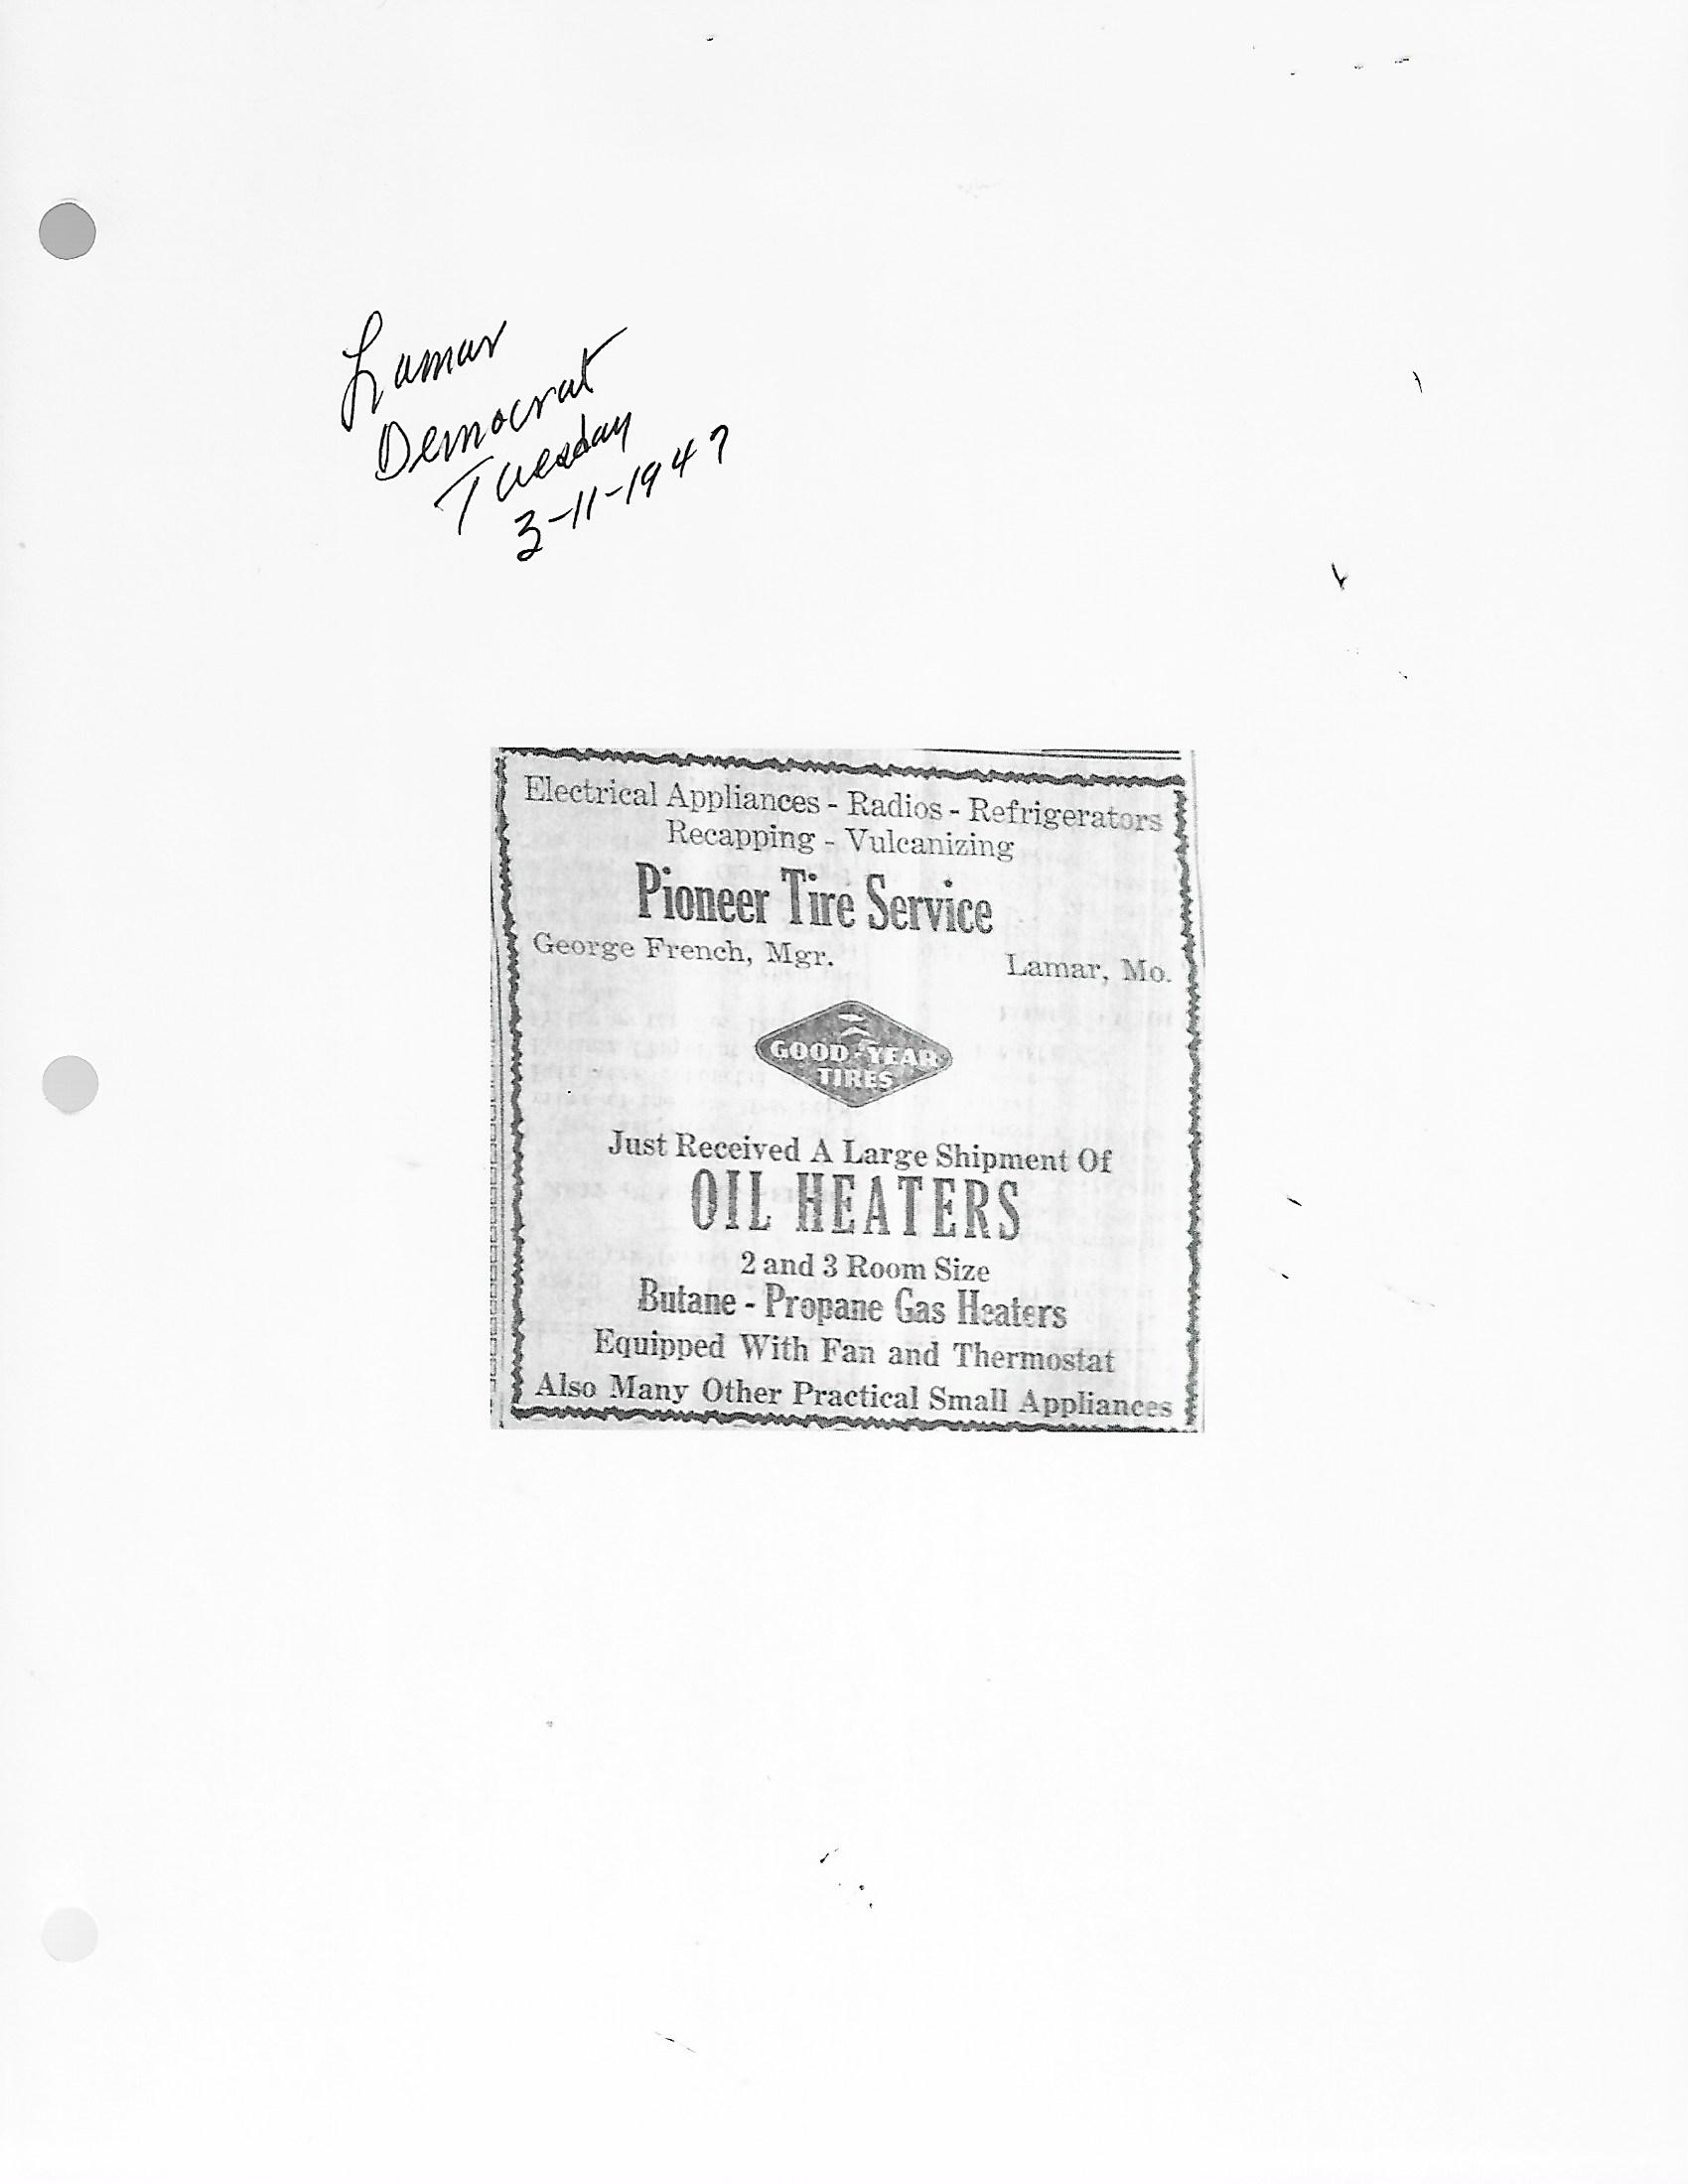 Lamar
Democrat
Tuesday
3-11-1947
Electrical Appliances - Radios - Refrigerators
Recapping - Vulcanizing
Pioneer Tire Service
George French, Mgr.
Lamar, Mo.
GOOD YEAR
TIRES
Just Received A Large Shipment Of
OIL HEATERS
2 and 3 Room Size
Butane - Propane Gas Heaters
Equipped With Fan and Thermostat
Also Many Other Practical Small Appliances